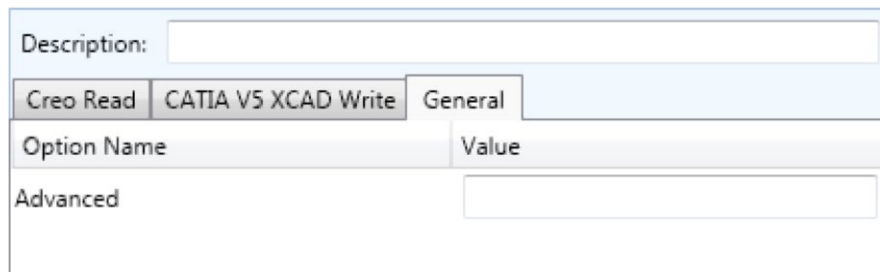 Description:
Creo Read CATIA V5 XCAD Write General
Option Name Value
Advanced